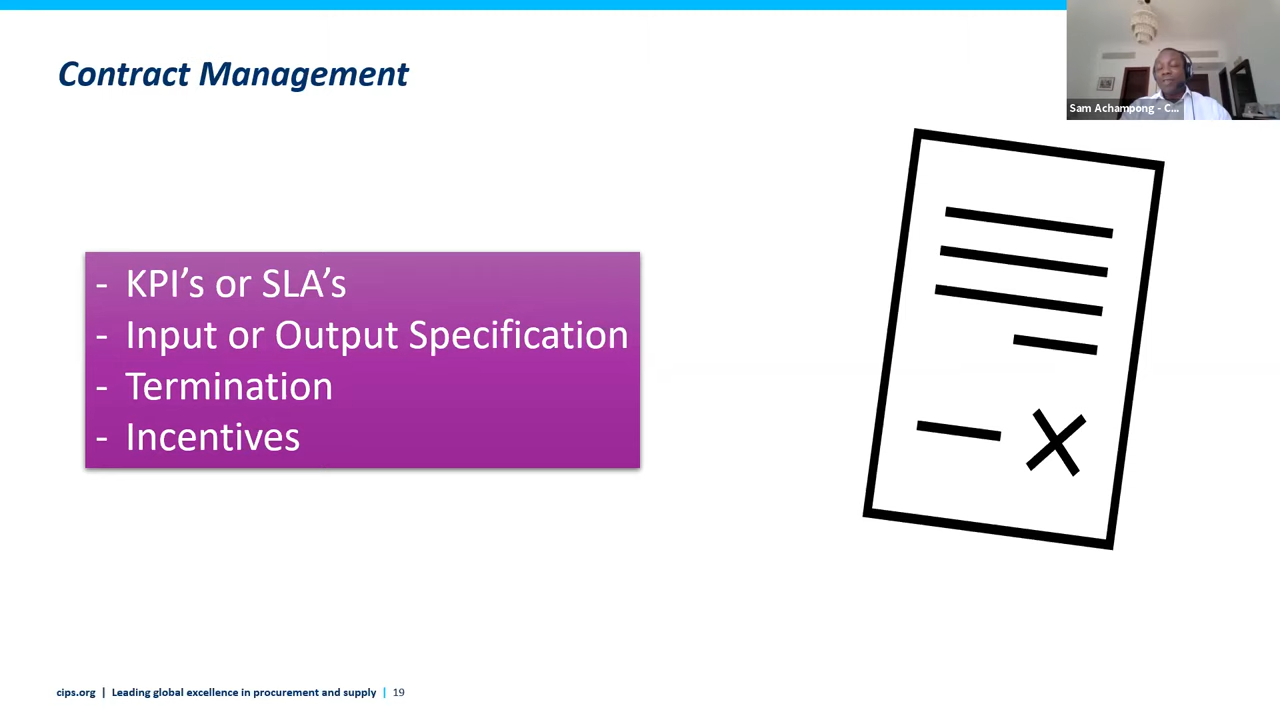 Contract Management
Sam Achampong - C...
- KPI’s or SLA’s
- Input or Output Specification
- Termination
- Incentives
cips.org | Leading global excellence in procurement and supply | 19